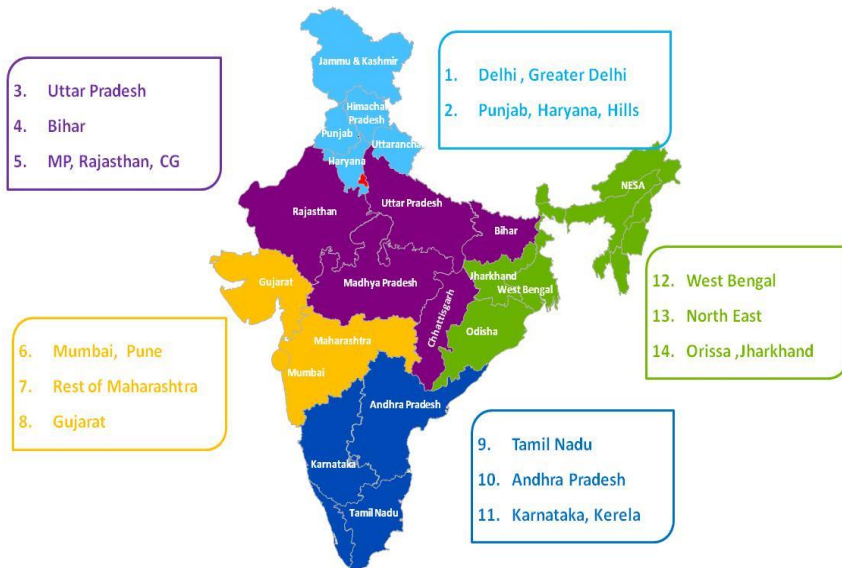 3. Uttar Pradesh
4. Bihar
5. MP, Rajasthan, CG
1. Delhi , Greater Delhi
2. Punjab, Haryana, Hills
Jammu & Kashmir
Himachal
Pradesh
Punjab
Uttarancha
Haryana
Rajasthan
Uttar Pradesh
Bihar
NESA
Gujarat
Madhya Pradesh
Jharkhand
West Bengal
Chhattisgarh
Odisha
Maharashtra
Mumbai
Andhra Pradesh
Karnataka
Tamil Nadu
12. West Bengal
13. North East
14. Orissa ,Jharkhand
6. Mumbai, Pune
7. Rest of Maharashtra
8. Gujarat
9. Tamil Nadu
10. Andhra Pradesh
11. Karnataka, Kerela